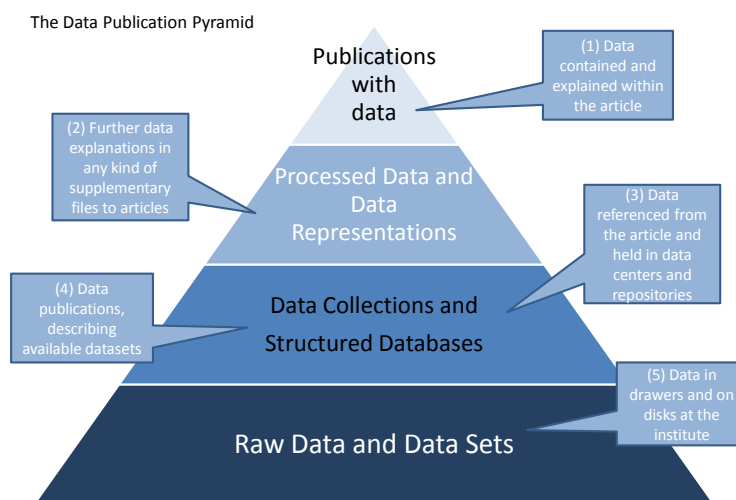 The Data Publication Pyramid
Publications
with
data
(1) Data
contained and
explained within
the article
(2) Further data
explanations in
any kind of
supplementary
files to articles
Processed Data and
Data
Representations
(3) Data
referenced from
the article and
held in data
centers and
repositories
(4) Data
publications,
describing
available datasets
Data Collections and
Structured Databases
(5) Data in
drawers and on
disks at the
institute
Raw Data and Data Sets